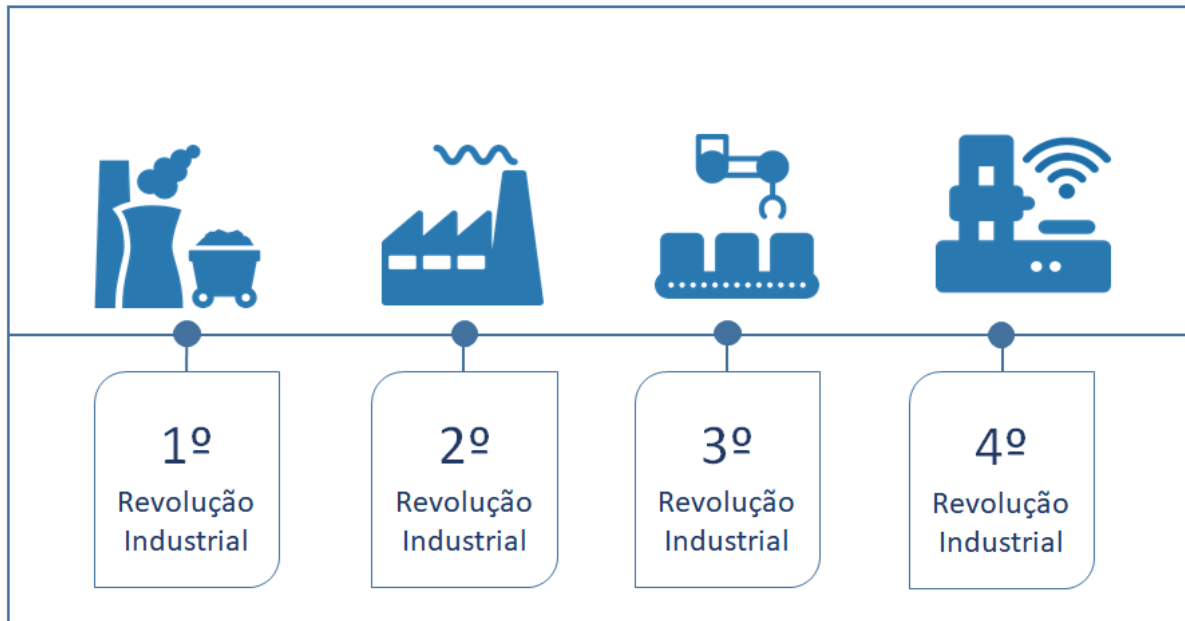 1º
Revolução
Industrial
2º
Revolução
Industrial
3º
Revolução
Industrial
4º
Revolução
Industrial